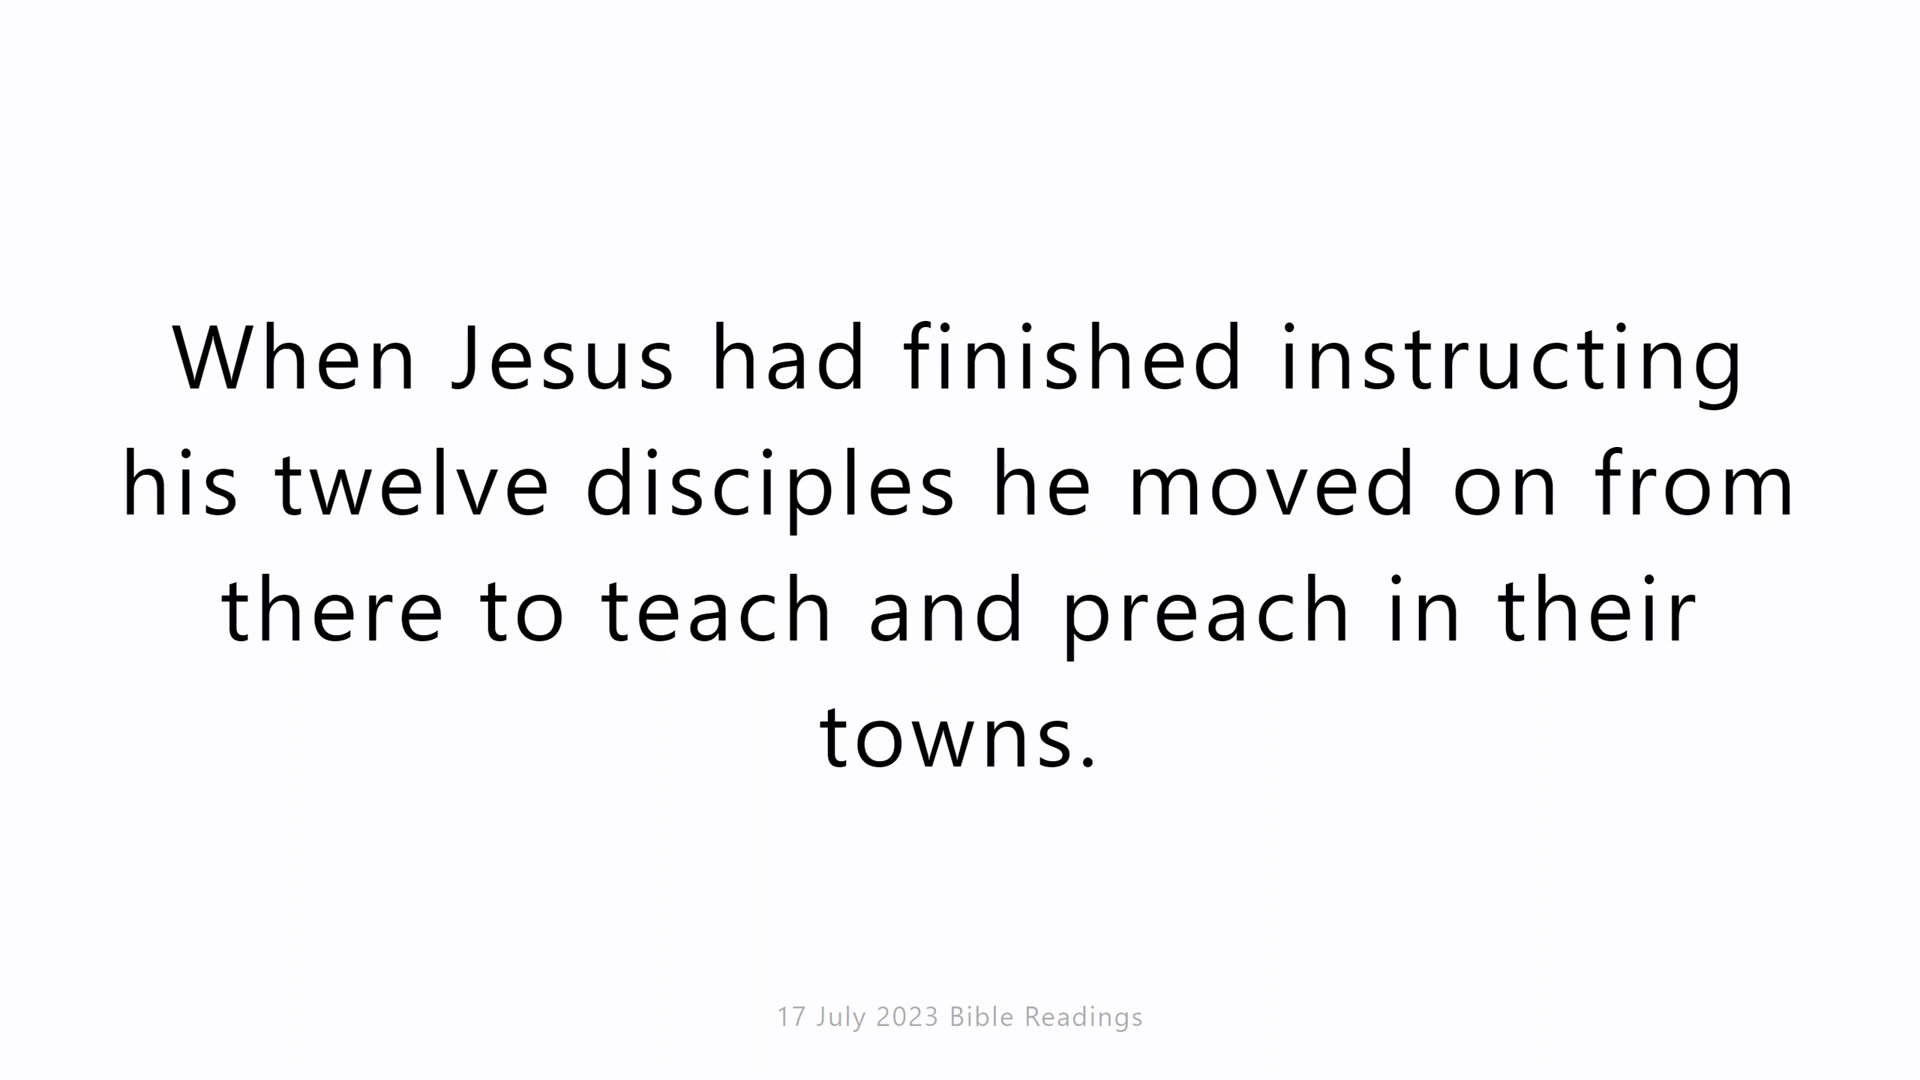 When Jesus had finished instructing
his twelve disciples he moved on from
there to teach and preach in their
towns.
17 July 2023 Bible Readings